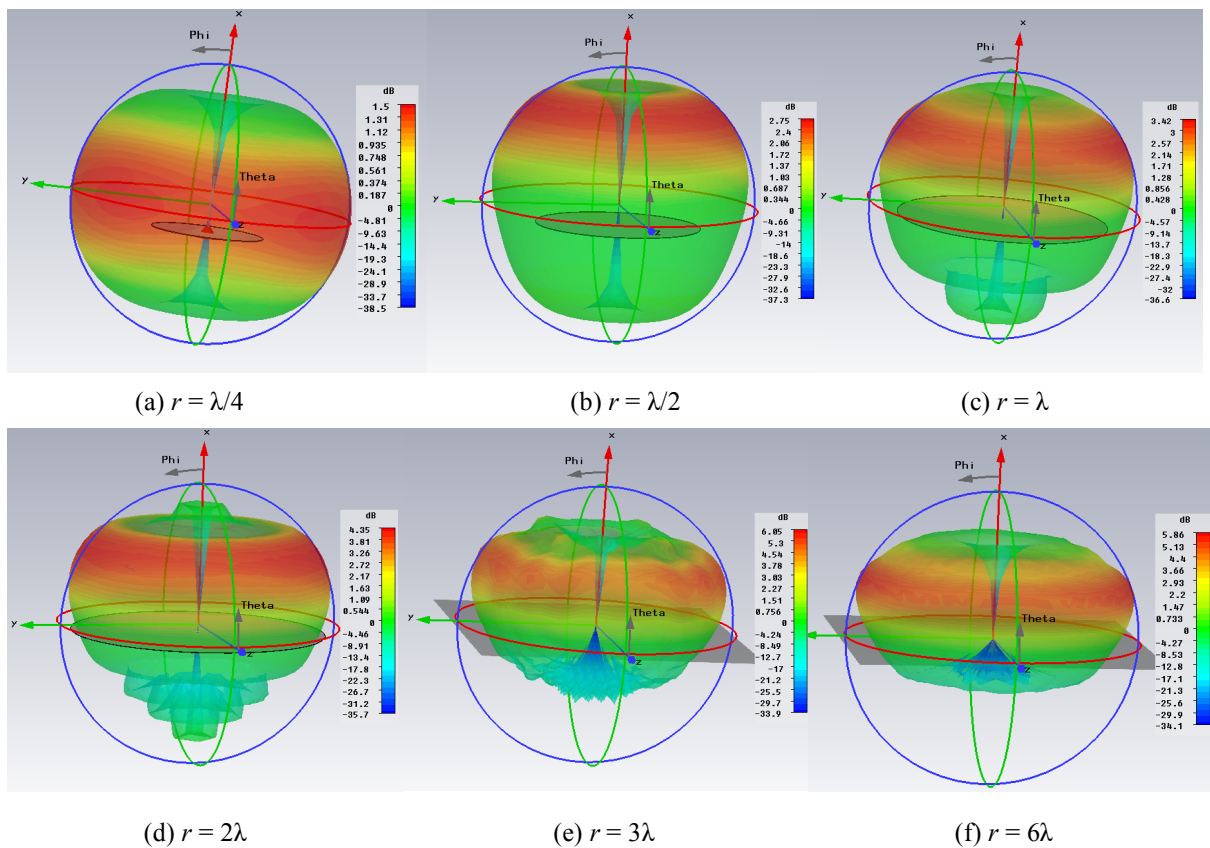 x
Phi
dB
1.5
1.31
1.12
0.935
0.748
0.561
0.374
0.187
0
-4.81
-9.63
-14.4
-19.3
-24.1
-28.9
-33.7
-38.5
Theta
y
z
(a) r = λ/4
x
Phi
dB
2.75
2.4
2.06
1.72
1.37
1.03
0.687
0.344
0
-4.66
-9.31
-14
-18.6
-23.3
-27.9
-32.6
-37.3
Theta
y
z
(b) r = λ/2
x
Phi
dB
3.42
3
2.57
2.14
1.71
1.28
0.856
0.428
0
-4.57
-9.14
-13.7
-18.3
-22.9
-27.4
-32
-36.6
Theta
y
z
(c) r = λ
x
Phi
dB
4.35
3.81
3.26
2.72
2.17
1.63
1.09
0.544
0
-4.46
-8.91
-13.4
-17.8
-22.3
-26.7
-31.2
-35.7
Theta
y
z
(d) r = 2λ
x
Phi
dB
6.05
5.3
4.54
3.78
3.03
2.27
1.51
0.756
0
-4.24
-8.49
-12.7
-17
-21.2
-25.5
-29.7
-33.9
Theta
y
z
(e) r = 3λ
x
Phi
dB
5.86
5.13
4.4
3.66
2.93
2.2
1.47
0.733
0
-4.27
-8.53
-12.8
-17.1
-21.3
-25.6
-29.9
-34.1
Theta
z
(f) r = 6λ